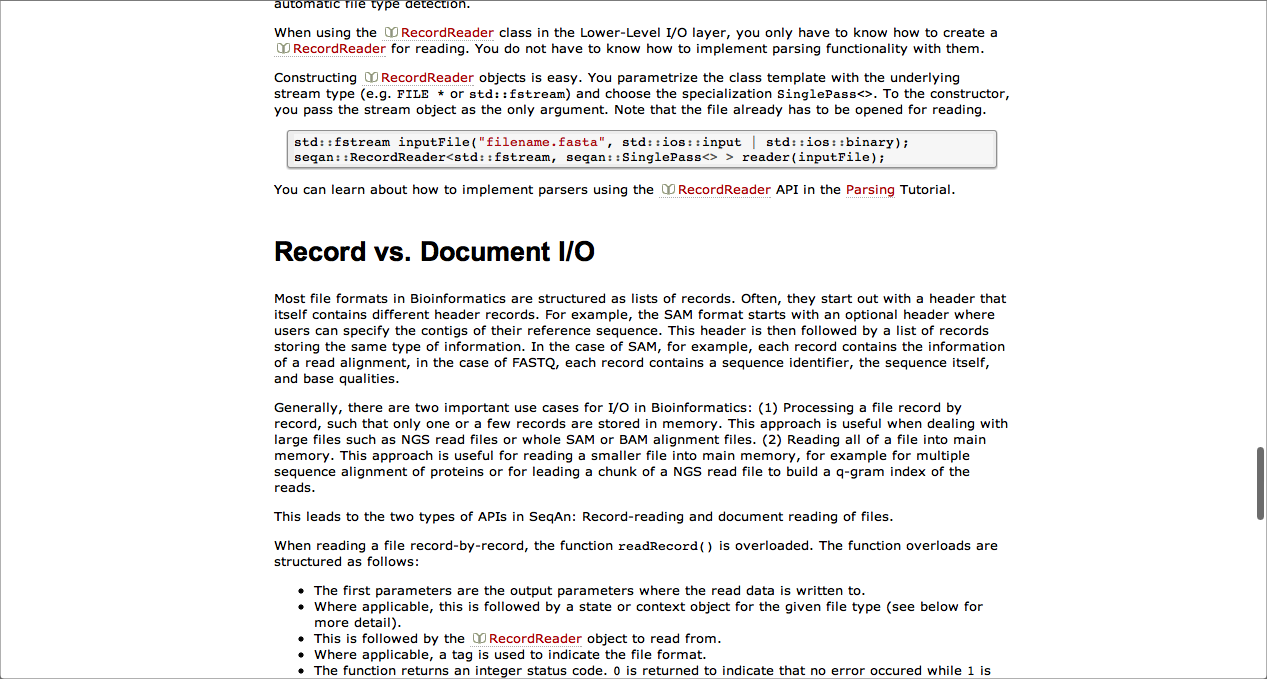 automatic file type detection.
When using the RecordReader class in the Lower-Level I/O layer, you only have to know how to create a
RecordReader for reading. You do not have to know how to implement parsing functionality with them.
Constructing RecordReader objects is easy. You parametrize the class template with the underlying
stream type (e.g. FILE * or std::fstream) and choose the specialization SinglePass<>. To the constructor,
you pass the stream object as the only argument. Note that the file already has to be opened for reading.
std::fstream inputFile("filename.fasta", std::ios::input | std::ios::binary);
seqan::RecordReader<std::fstream, seqan::SinglePass<> > reader(inputFile);
You can learn about how to implement parsers using the RecordReader API in the Parsing Tutorial.
Record vs. Document I/O
Most file formats in Bioinformatics are structured as lists of records. Often, they start out with a header that
itself contains different header records. For example, the SAM format starts with an optional header where
users can specify the contigs of their reference sequence. This header is then followed by a list of records
storing the same type of information. In the case of SAM, for example, each record contains the information
of a read alignment, in the case of FASTQ, each record contains a sequence identifier, the sequence itself,
and base qualities.
Generally, there are two important use cases for I/O in Bioinformatics: (1) Processing a file record by
record, such that only one or a few records are stored in memory. This approach is useful when dealing with
large files such as NGS read files or whole SAM or BAM alignment files. (2) Reading all of a file into main
memory. This approach is useful for reading a smaller file into main memory, for example for multiple
sequence alignment of proteins or for leading a chunk of a NGS read file to build a q-gram index of the
reads.
This leads to the two types of APIs in SeqAn: Record-reading and document reading of files.
When reading a file record-by-record, the function readRecord() is overloaded. The function overloads are
structured as follows:
• The first parameters are the output parameters where the read data is written to.
• Where applicable, this is followed by a state or context object for the given file type (see below for
more detail).
• This is followed by the RecordReader object to read from.
• Where applicable, a tag is used to indicate the file format.
• The function returns an integer status code. 0 is returned to indicate that no error occured while 1 is